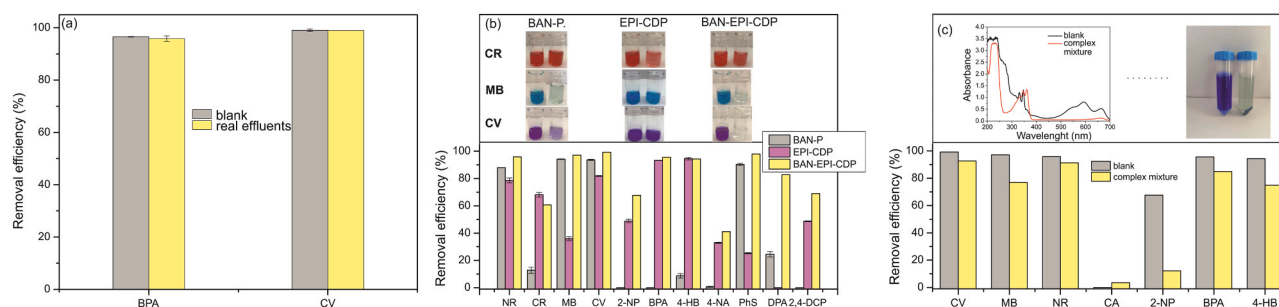 (a)
Removal efficiency (%)
100
80
60
40
20
0
blank
real effluents
BPA CV
(b)
BAN-P. EPI-CDP BAN-EPI-CDP
CR
MB
CV
BAN-P
EPI-CDP
BAN-EPI-CDP
Removal efficiency (%)
100
80
60
40
20
0
NR CR MB CV 2-NP BPA 4-HB 4-NA PhS DPA 2,4-DCP
(c)
Absorbance
4.0
3.5
3.0
2.5
2.0
1.5
1.0
0.5
0.0
blank
complex
mixture
200 300 400 500 600 700
Wavelenght (nm)
Removal efficiency (%)
100
80
60
40
20
0
blank
complex mixture
CV MB NR CA 2-NP BPA 4-HB